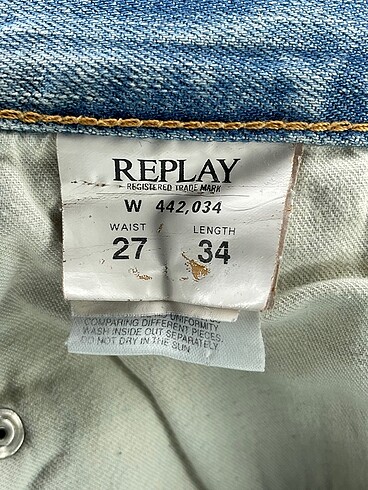 REPLAY
REGISTERED TRADE MARK
W 442,034
WAIST LENGTH
27 34
UNIFORMITY
COMPARING DIFFERENT PIECES.
WASH INSIDE OUT SEPARATELY
DO NOT DRY IN THE SUN